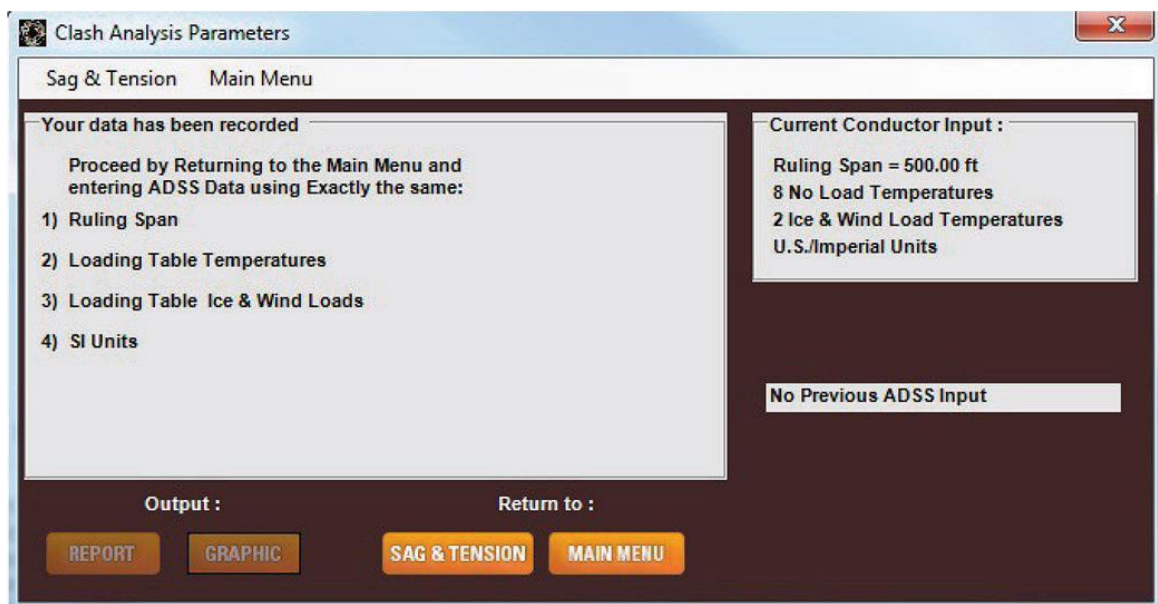 Clash Analysis Parameters
X
Sag & Tension Main Menu
Your data has been recorded
Proceed by Returning to the Main Menu and
entering ADSS Data using Exactly the same:
1) Ruling Span
2) Loading Table Temperatures
3) Loading Table Ice & Wind Loads
4) SI Units
Current Conductor Input :
Ruling Span = 500.00 ft
8 No Load Temperatures
2 Ice & Wind Load Temperatures
U.S./Imperial Units
No Previous ADSS Input
Output :
Return to :
REPORT
GRAPHIC
SAG & TENSION
MAIN MENU